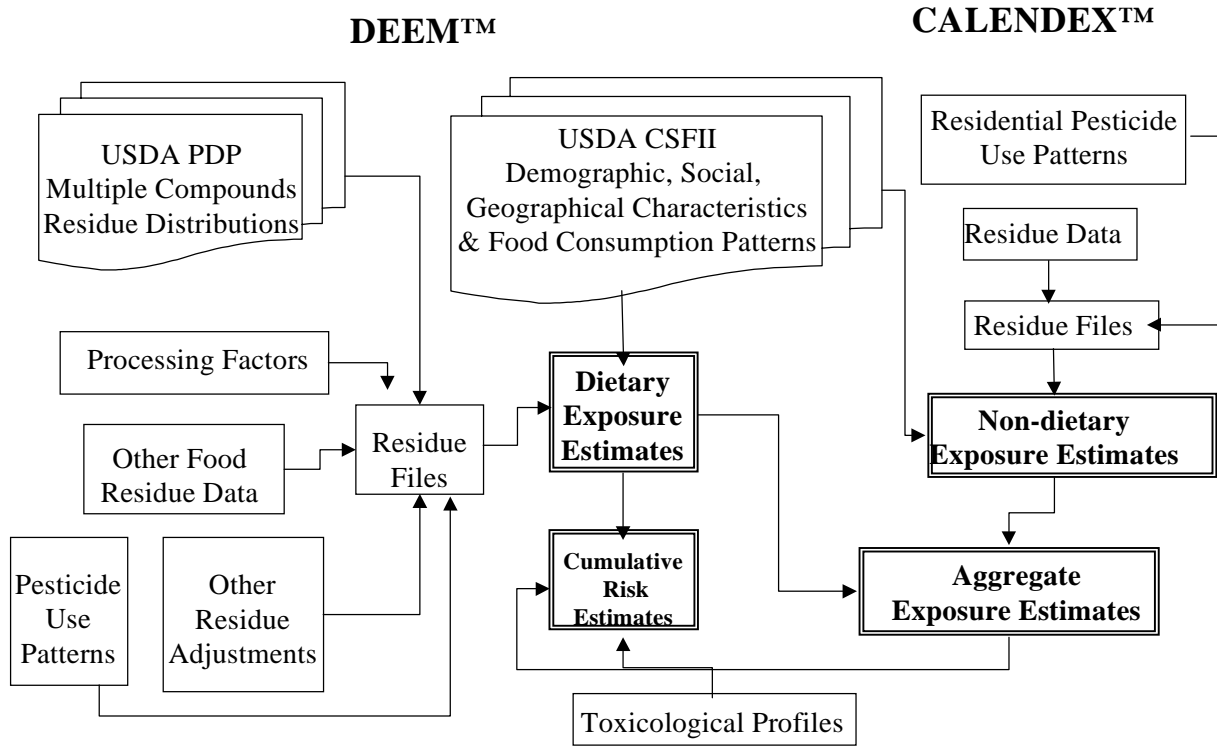 DEEM™
CALENDEX™
USDA PDP
Multiple Compounds
Residue Distributions
USDA CSFII
Demographic, Social,
Geographical Characteristics
& Food Consumption Patterns
Residential Pesticide
Use Patterns
Residue Data
Residue Files
Processing Factors
Dietary
Exposure
Estimates
Non-dietary
Exposure Estimates
Other Food
Residue Data
Residue
Files
Pesticide
Use
Patterns
Other
Residue
Adjustments
Cumulative
Risk
Estimates
Aggregate
Exposure Estimates
Toxicological Profiles